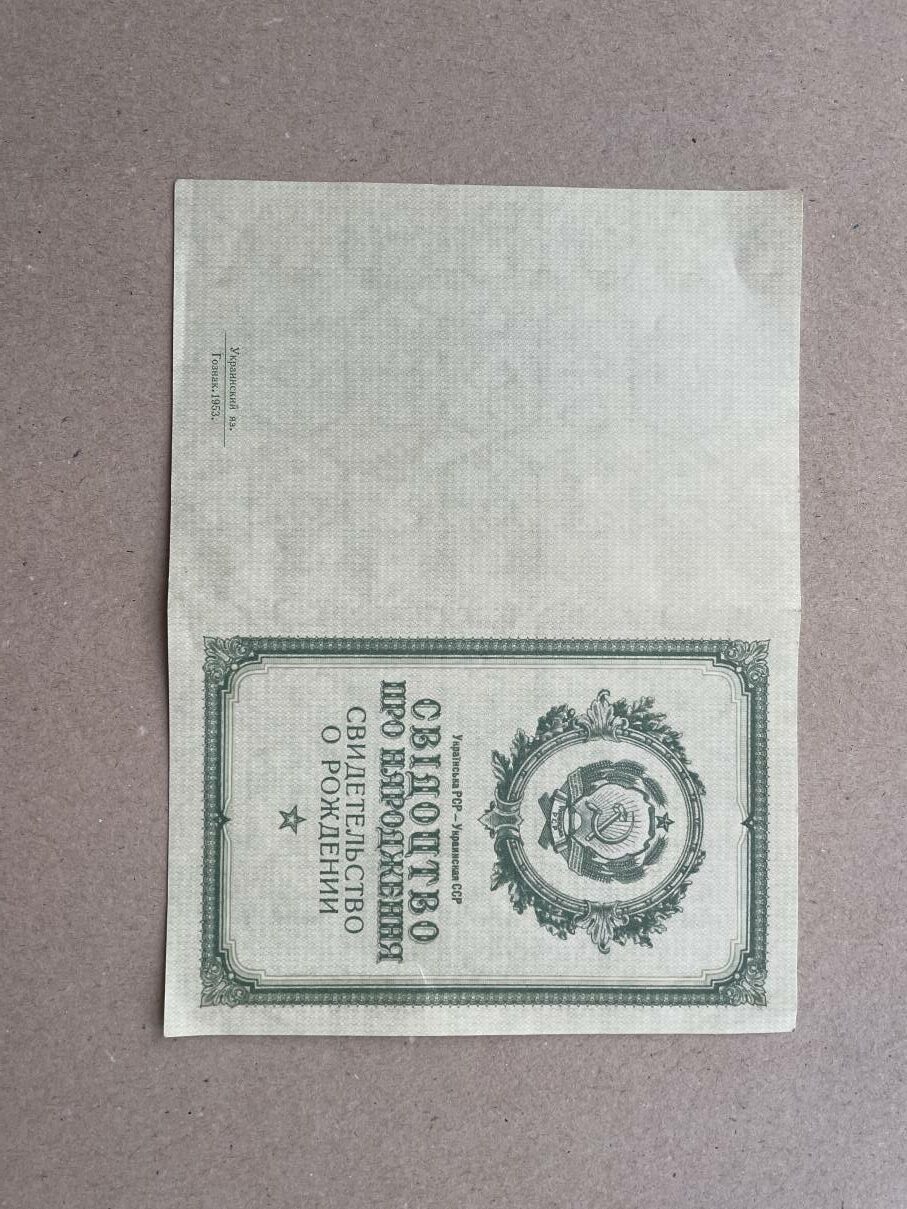 Українська РСР — Украинская ССР
СВІДОЦТВО
ПРО НАРОДЖЕННЯ
СВИДЕТЕЛЬСТВО
О РОЖДЕНИИ
Украинский яз.
Гознак. 1953.